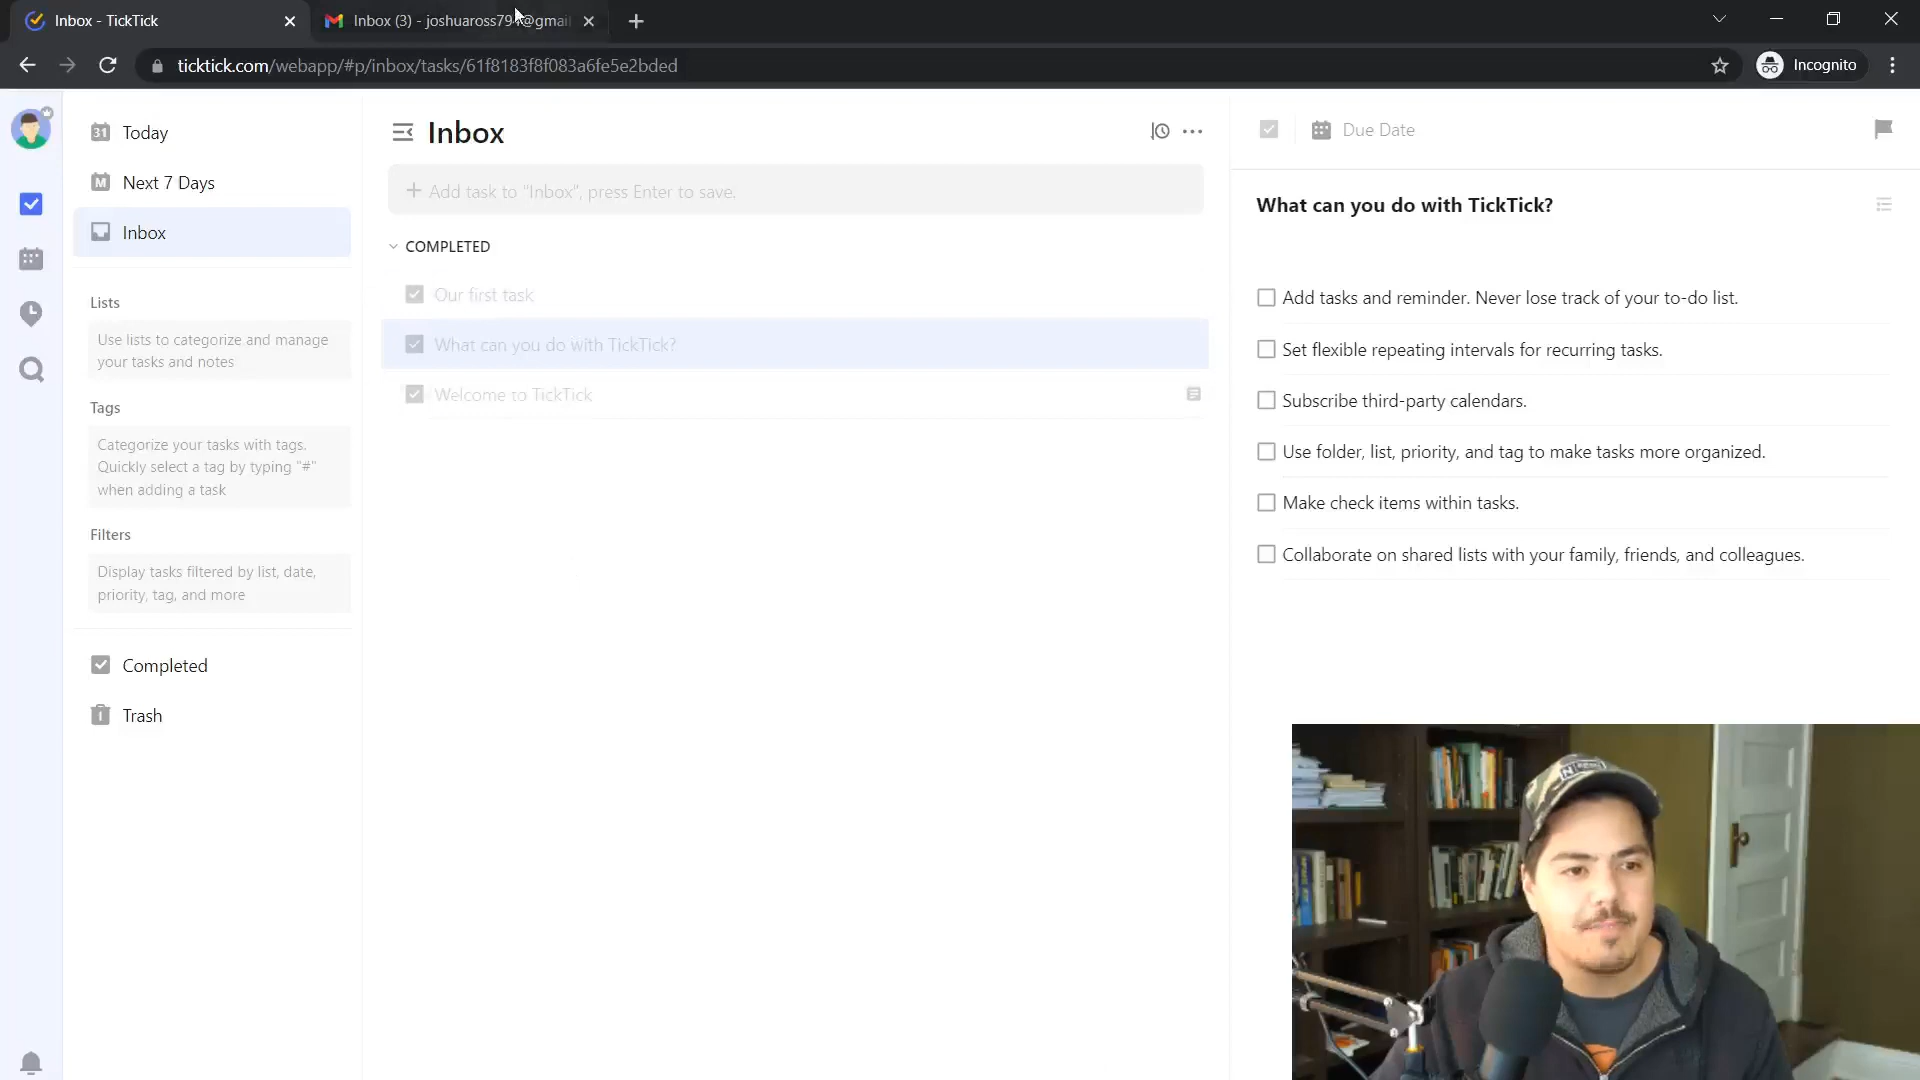 Inbox - TickTick
Inbox (3) - joshuaross794@gmail
ticktick.com/webapp/#p/inbox/tasks/61f8183f8f083a6fe5e2bded
Incognito
31 Today
M Next 7 Days
Inbox
Lists
Use lists to categorize and manage
your tasks and notes
Tags
Categorize your tasks with tags.
Quickly select a tag by typing "#"
when adding a task
Filters
Display tasks filtered by list, date,
priority, tag, and more
Completed
Trash
Inbox
+ Add task to "Inbox", press Enter to save.
COMPLETED
Our first task
What can you do with TickTick?
Welcome to TickTick
Due Date
What can you do with TickTick?
Add tasks and reminder. Never lose track of your to-do list.
Set flexible repeating intervals for recurring tasks.
Subscribe third-party calendars.
Use folder, list, priority, and tag to make tasks more organized.
Make check items within tasks.
Collaborate on shared lists with your family, friends, and colleagues.